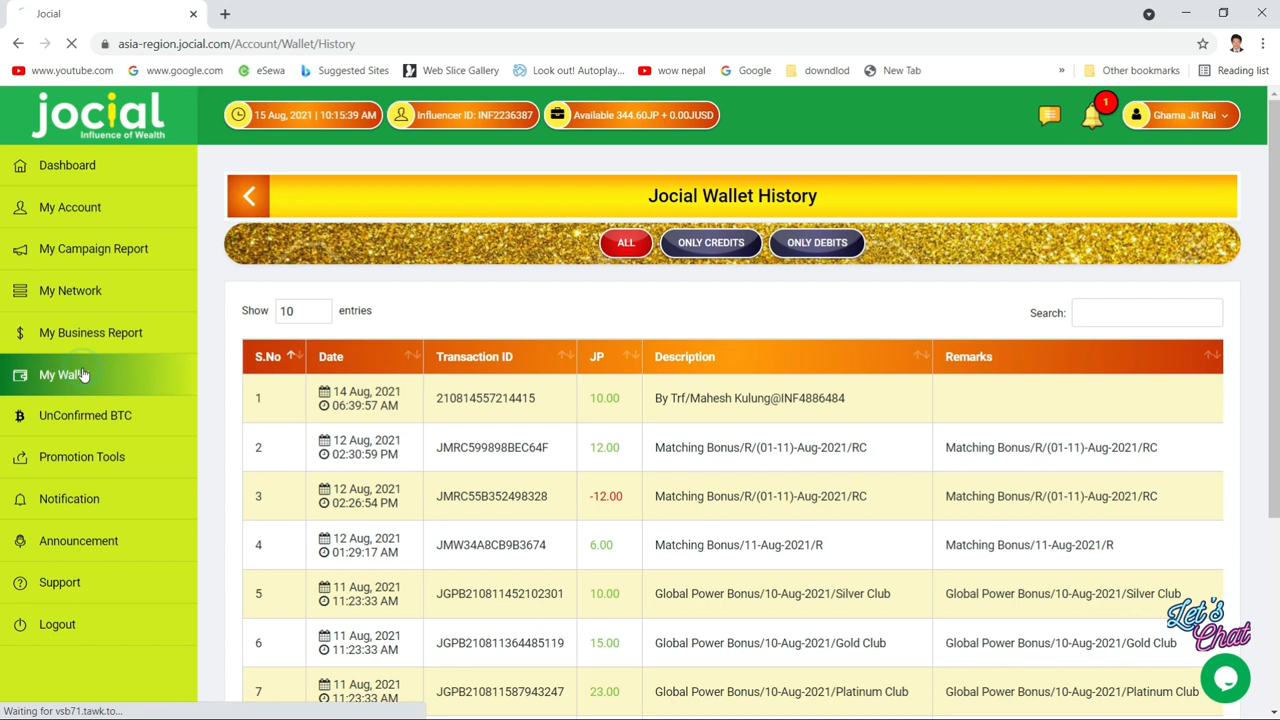 Jocial
asia-region.jocial.com/Account/Wallet/History
www.youtube.com
www.google.com
eSewa
Suggested Sites
Web Slice Gallery
Look out! Autoplay...
wow nepal
Google
downlod
New Tab
»
Other bookmarks
Reading list
jocial
Influence of Wealth
15 Aug, 2021 | 10:15:39 AM
Influencer ID: INF2236387
Available 344.60JP + 0.00JUSD
1
Ghama Jit Rai
Dashboard
My Account
My Campaign Report
My Network
My Business Report
My Wall
UnConfirmed BTC
Promotion Tools
Notification
Announcement
Support
Logout
Jocial Wallet History
ALL
ONLY CREDITS
ONLY DEBITS
Show 10 entries
Search:
S.No Date Transaction ID JP Description Remarks
1 14 Aug, 2021 06:39:57 AM 210814557214415 10.00 By Trf/Mahesh Kulung@INF4886484
2 12 Aug, 2021 02:30:59 PM JMRC599898BEC64F 12.00 Matching Bonus/R/(01-11)-Aug-2021/RC Matching Bonus/R/(01-11)-Aug-2021/RC
3 12 Aug, 2021 02:26:54 PM JMRC55B352498328 -12.00 Matching Bonus/R/(01-11)-Aug-2021/RC Matching Bonus/R/(01-11)-Aug-2021/RC
4 12 Aug, 2021 01:29:17 AM JMW34A8CB9B3674 6.00 Matching Bonus/11-Aug-2021/R Matching Bonus/11-Aug-2021/R
5 11 Aug, 2021 11:23:33 AM JGPB210811452102301 10.00 Global Power Bonus/10-Aug-2021/Silver Club Global Power Bonus/10-Aug-2021/Silver Club
6 11 Aug, 2021 11:23:33 AM JGPB210811364485119 15.00 Global Power Bonus/10-Aug-2021/Gold Club Global Power Bonus/10-Aug-2021/Gold Club
7 11 Aug, 2021 11:23:33 AM JGPB210811587943247 23.00 Global Power Bonus/10-Aug-2021/Platinum Club Global Power Bonus/10-Aug-2021/Platinum Club
Let's Chat
Waiting for vsb71.tawk.to...